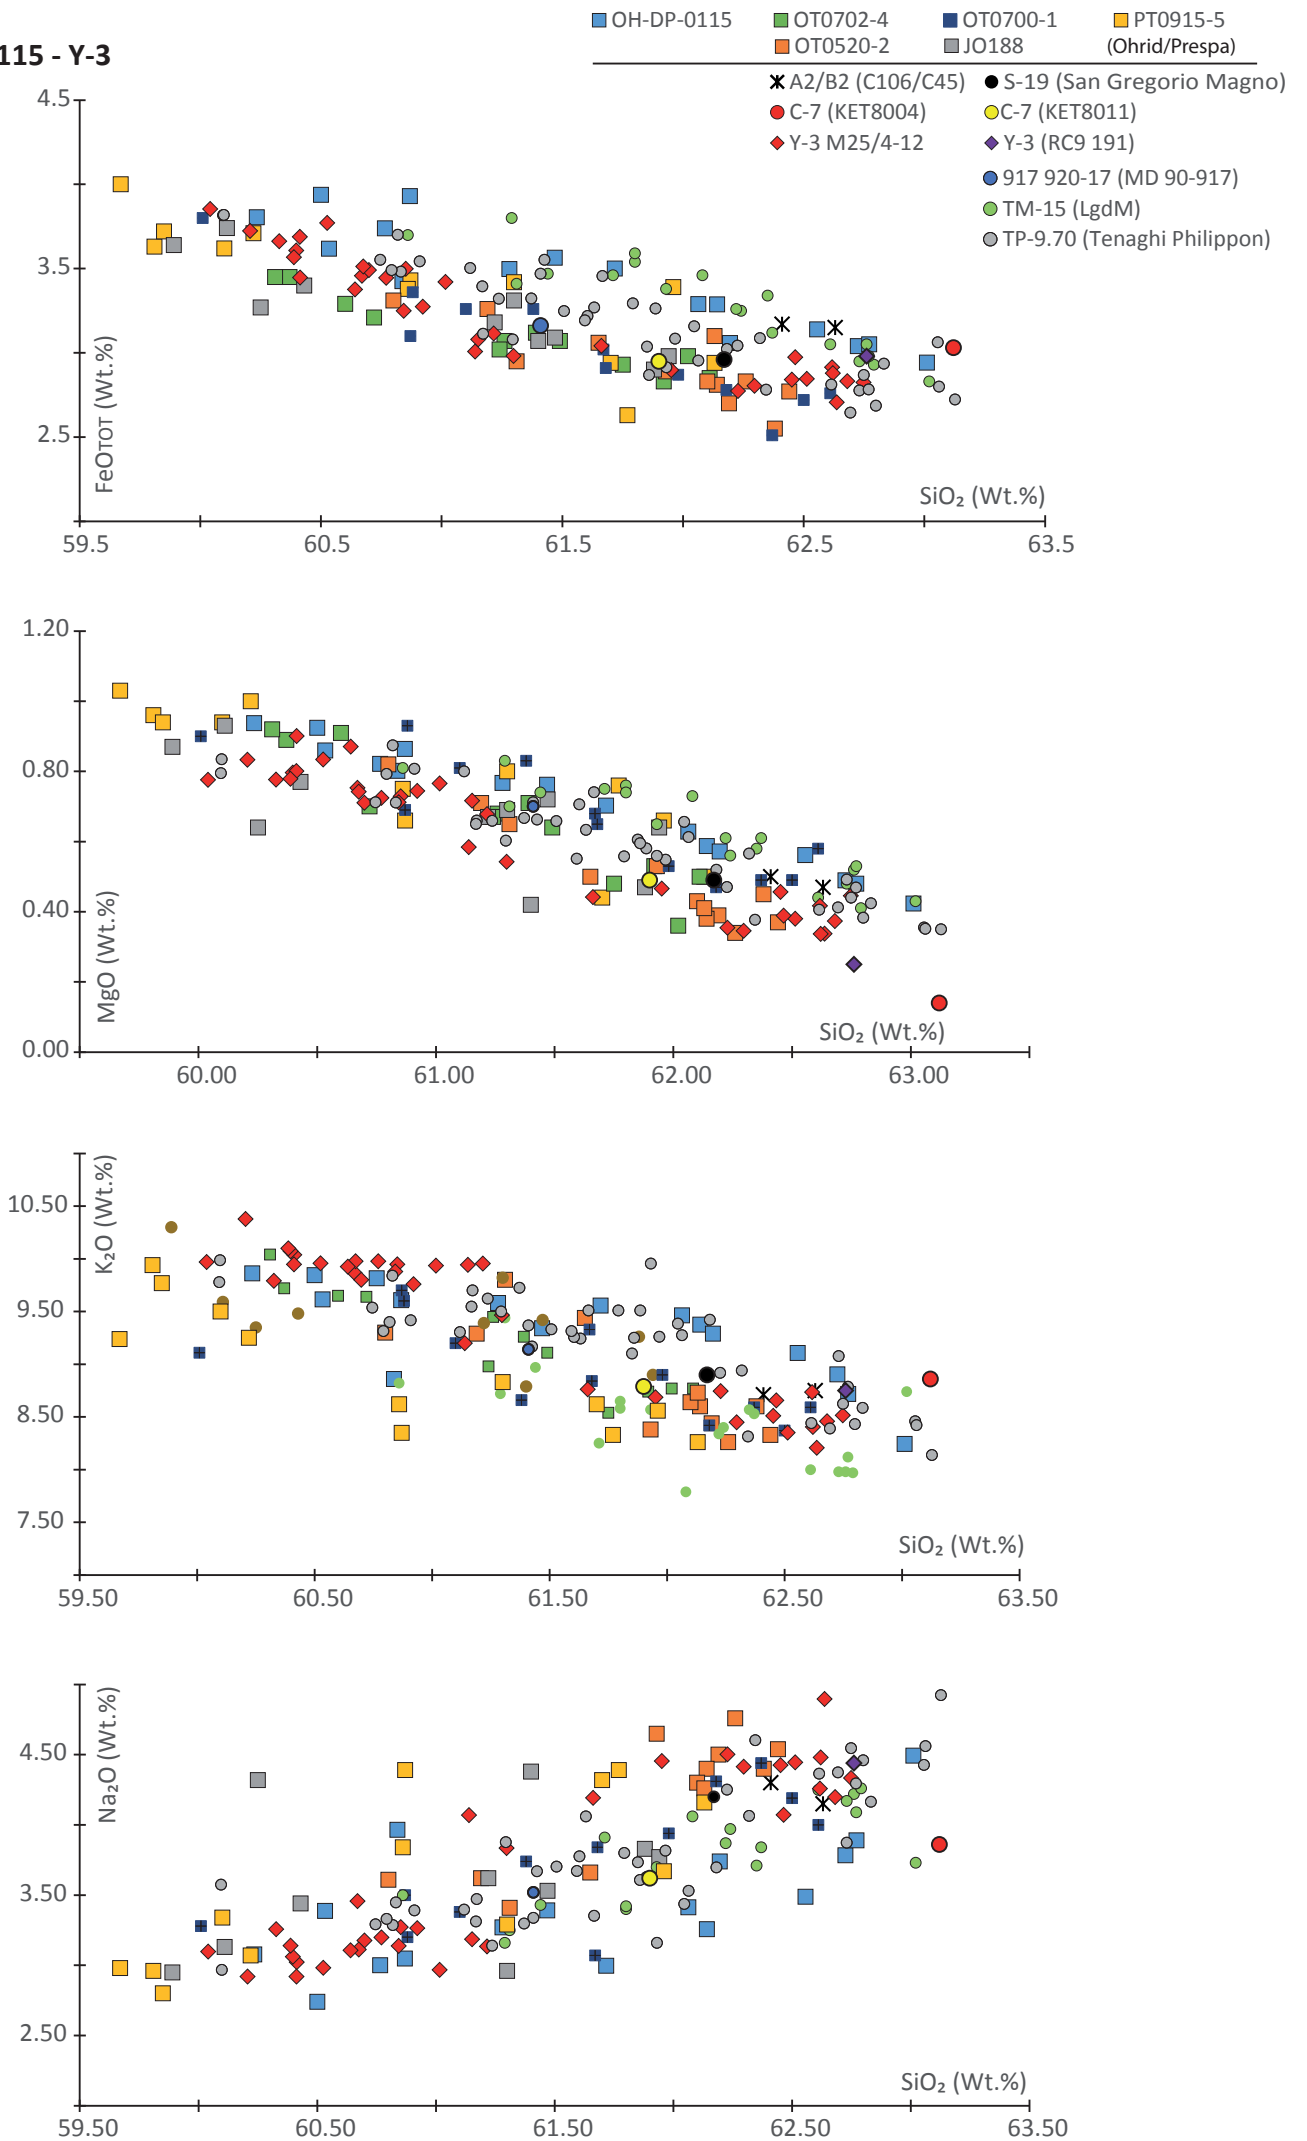 OH-DP-0115 OT0702-4 OT0700-1 PT0915-5
OT0520-2 JO188 (Ohrid/Prespa)
115 - Y-3
A2/B2 (C106/C45) S-19 (San Gregorio Magno)
C-7 (KET8004) C-7 (KET8011)
Y-3 M25/4-12 Y-3 (RC9 191)
917 920-17 (MD 90-917)
TM-15 (LgdM)
TP-9.70 (Tenaghi Philippon)
4.5
3.5
2.5
FeOTOT (Wt.%)
SiO₂ (Wt.%)
59.5 60.5 61.5 62.5 63.5
1.20
0.80
0.40
0.00
MgO (Wt.%)
SiO₂ (Wt.%)
60.00 61.00 62.00 63.00
K₂O (Wt.%)
10.50
9.50
8.50
7.50
SiO₂ (Wt.%)
59.50 60.50 61.50 62.50 63.50
Na₂O (Wt.%)
4.50
3.50
2.50
SiO₂ (Wt.%)
59.50 60.50 61.50 62.50 63.50